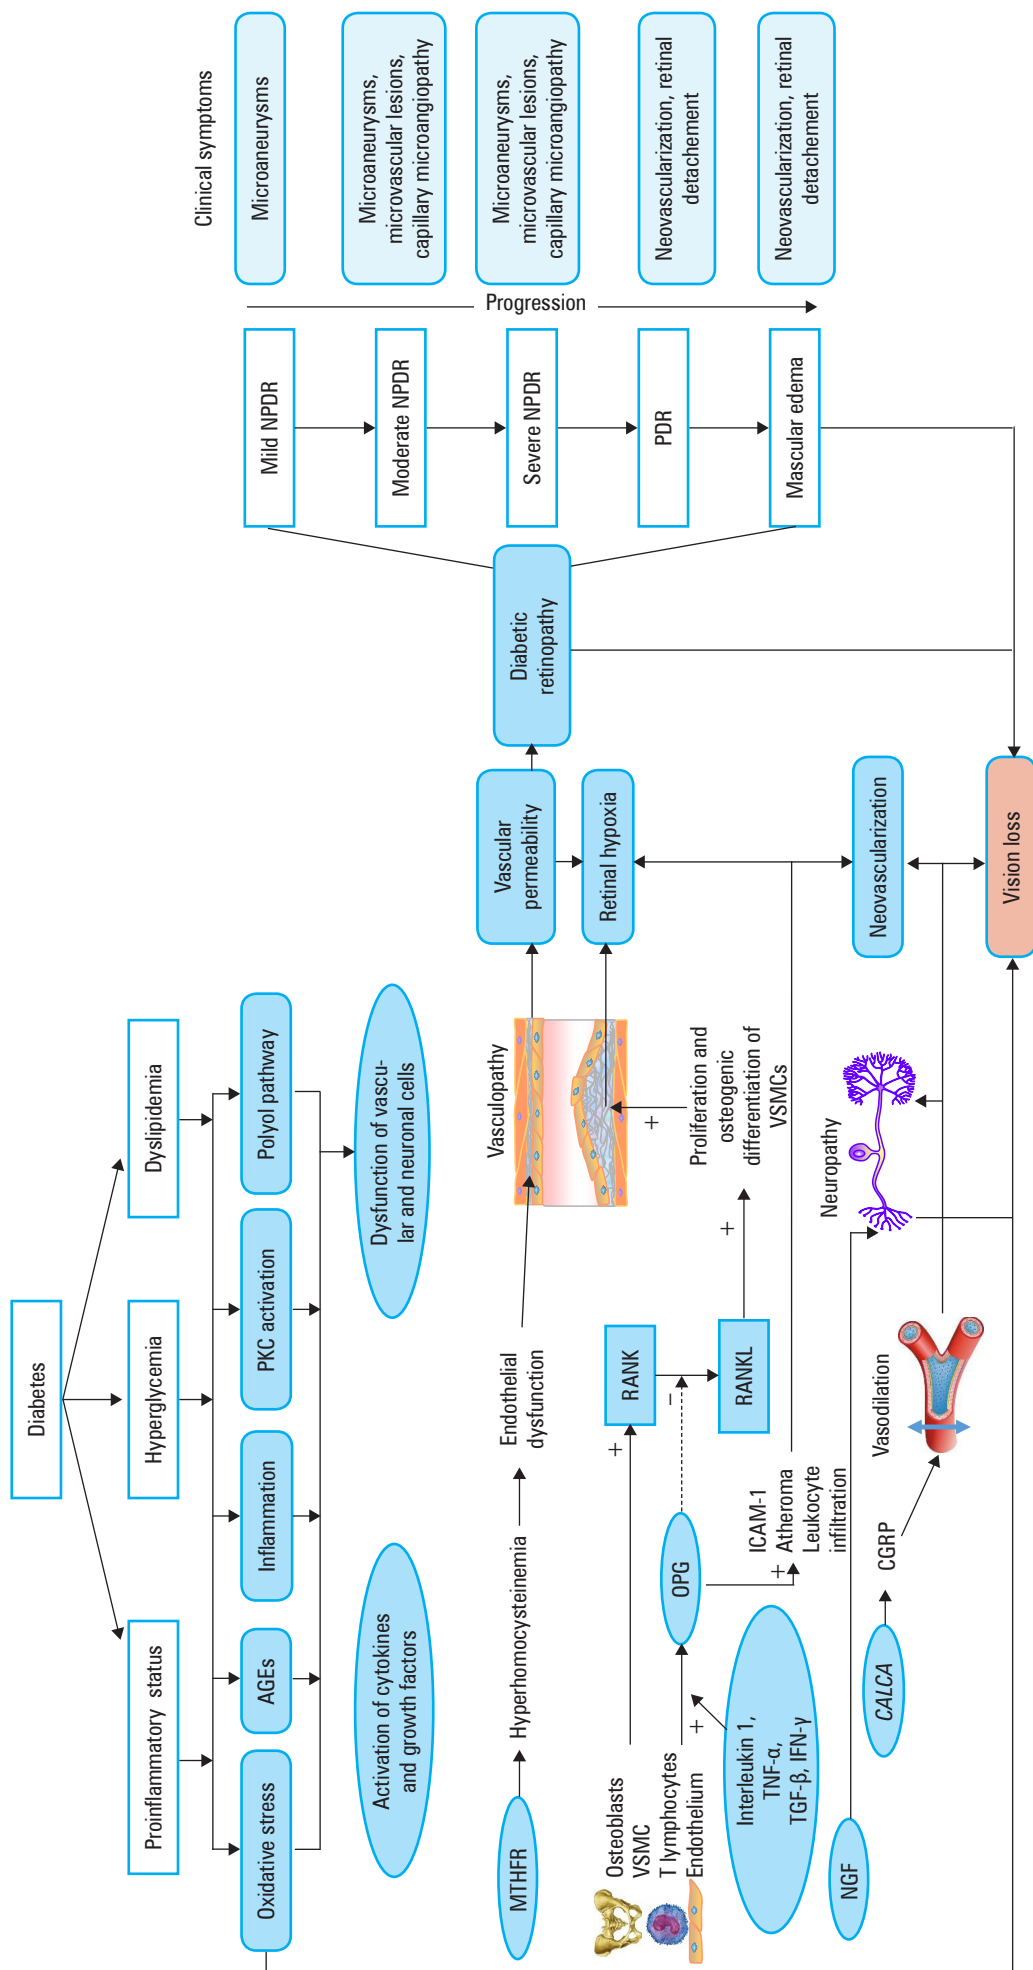 Diabetes
Proinflammatory status
Hyperglycemia
Dyslipidemia
Oxidative stress
AGEs
Inflammation
PKC activation
Polyol pathway
Activation of cytokines
and growth factors
Dysfunction of vascu-
lar and neuronal cells
MTHFR
Hyperhomocysteinemia
Endothelial
dysfunction
Vasculopathy
Vascular
permeability
Retinal hypoxia
Diabetic
retinopathy
Osteoblasts
VSMC
T lymphocytes
Endothelium
+
RANK
−
RANKL
+
OPG
+
Interleukin 1,
TNF-α,
TGF-β, IFN-γ
+
ICAM-1
Atheroma
Leukocyte
infiltration
Proliferation and
osteogenic
differentiation of
VSMCs
+
NGF
Neuropathy
CALCA
CGRP
Vasodilation
Neovascularization
Vision loss
Clinical symptoms
Progression
Mild NPDR
Microaneurysms
Moderate NPDR
Microaneurysms,
microvascular lesions,
capillary microangiopathy
Severe NPDR
Microaneurysms,
microvascular lesions,
capillary microangiopathy
PDR
Neovascularization, retinal
detachement
Mascular edema
Neovascularization, retinal
detachement